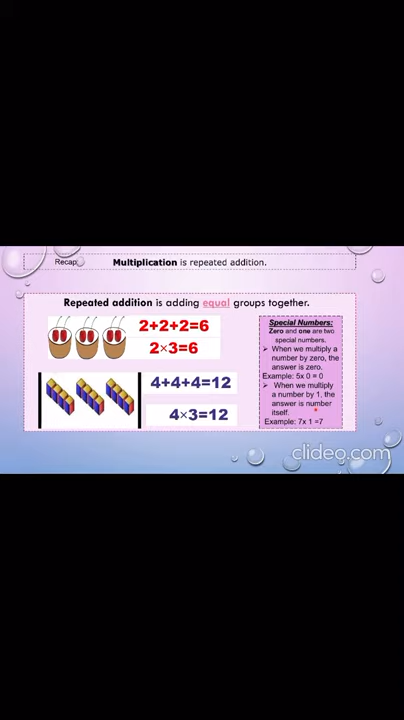 Recap:
Multiplication is repeated addition.
Repeated addition is adding equal groups together.
2+2+2=6
2×3=6
4+4+4=12
4×3=12
Special Numbers:
Zero and one are two
special numbers.
➢ When we multiply a
number by zero, the
answer is zero.
Example: 5x 0 = 0
➢ When we multiply
a number by 1, the
answer is number
itself.
Example: 7x 1 =7
clideo.com